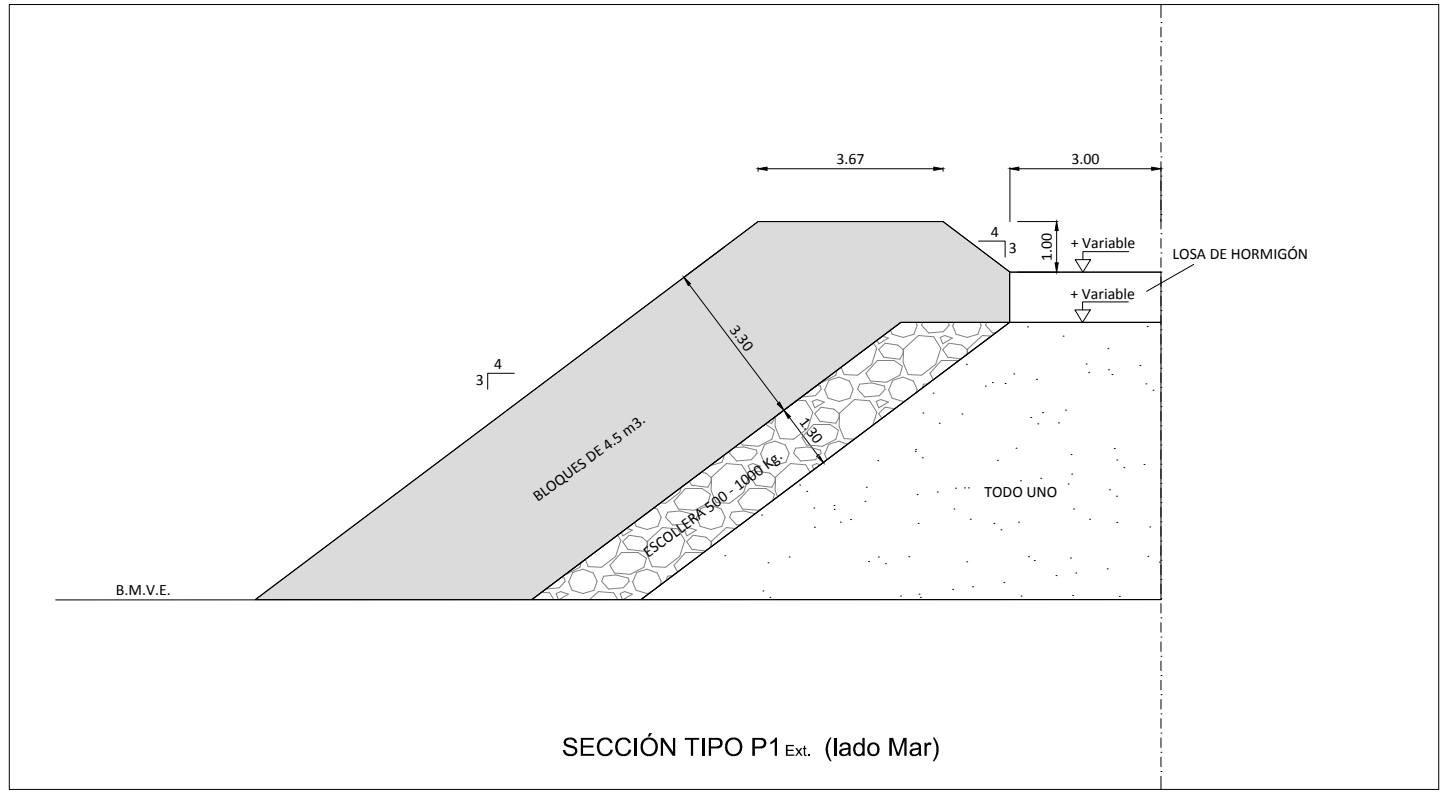 3.67
3.00
4
3
1.00
+ Variable
LOSA DE HORMIGÓN
+ Variable
3.30
4
3
1.30
BLOQUES DE 4.5 m3.
ESCOLLERA 500 - 1000 Kg.
TODO UNO
B.M.V.E.
SECCIÓN TIPO P1 Ext. (lado Mar)